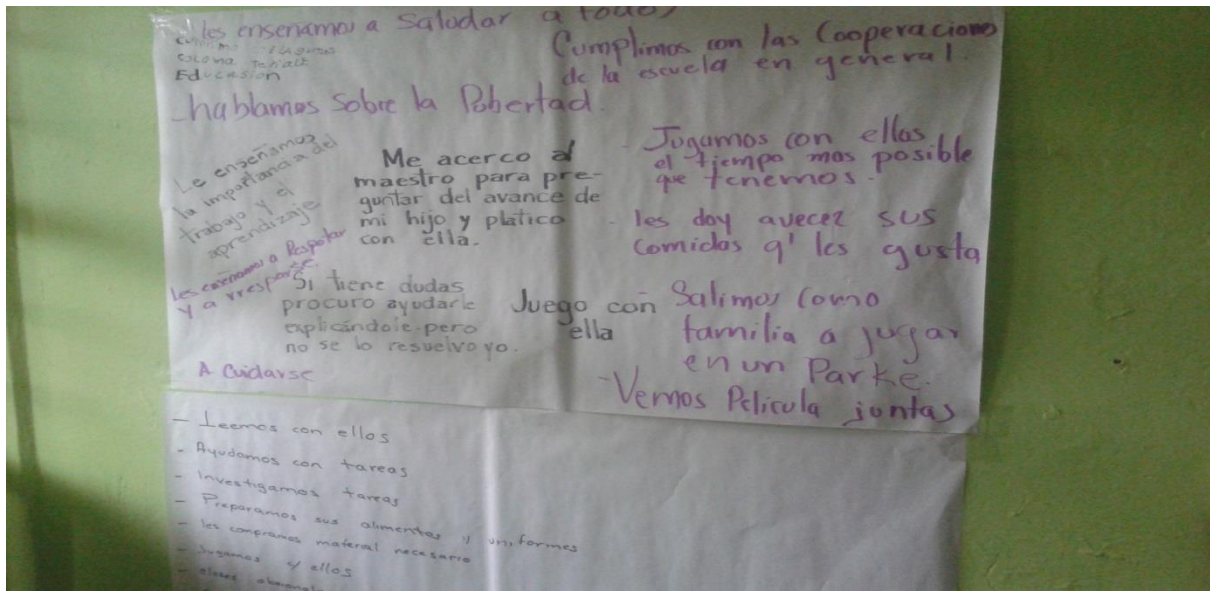 les enseñamos a Saludar a todos
Educasion
Cumplimos con las Cooperaciones
de la escuela en general.
-hablamos Sobre la Pobertad.
Le enseñamos
la importancia del
trabajo y el
aprendizaje
les enseñamos a Respetar
y a rresparse
Me acerco al
maestro para pre-
guntar del avance de
mi hijo y platico
con ella.
- Jugamos con ellas
el tiempo mas posible
que tenemos.
- les doy avecez sus
comidas q' les gusta
Si tiene dudas
procuro ayudarle
explicándole pero
no se lo resuelvo yo.
Juego con
ella
Salimos Como
familia a jugar
en un Parke.
A Cuidarse
-Vemos Pelicula juntas
- Leemos con ellos
- Ayudamos con tareas
- Investigamos tareas
- Preparamos sus alimentos y uniformes
- les compramos material necesario
- Jugamos c/ ellos